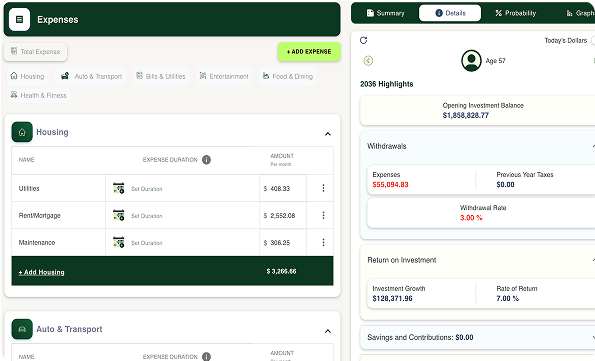 Expenses
Total Expense
+ ADD EXPENSE
Housing
Auto & Transport
Bills & Utilities
Entertainment
Food & Dining
Health & Fitness
Housing
NAME
EXPENSE DURATION
AMOUNT
Per month
Utilities
Set Duration
$ 408.33
Rent/Mortgage
Set Duration
$ 2,552.08
Maintenance
Set Duration
$ 306.25
+ Add Housing
$ 3,266.66
Auto & Transport
NAME
EXPENSE DURATION
AMOUNT
Summary
Details
Probability
Graph
Today's Dollars
Age 57
2036 Highlights
Opening Investment Balance
$1,858,828.77
Withdrawals
Expenses
Previous Year Taxes
$55,094.83
$0.00
Withdrawal Rate
3.00 %
Return on Investment
Investment Growth
Rate of Return
$128,371.96
7.00 %
Savings and Contributions: $0.00